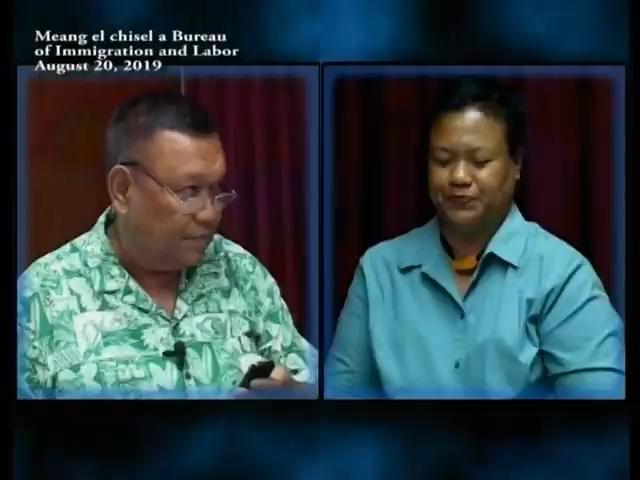 Meang el chisel a Bureau
of Immigration and Labor
August 20, 2019